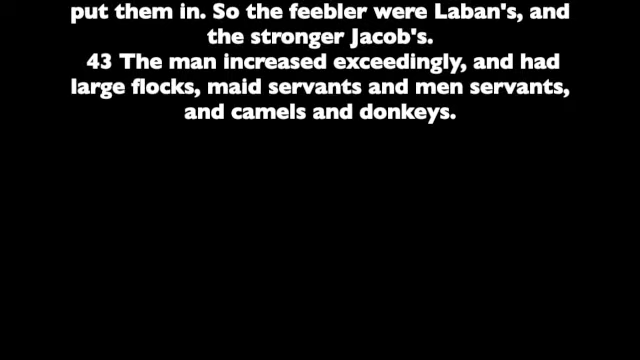 put them in. So the feebler were Laban's, and
the stronger Jacob's.
43 The man increased exceedingly, and had
large flocks, maid servants and men servants,
and camels and donkeys.